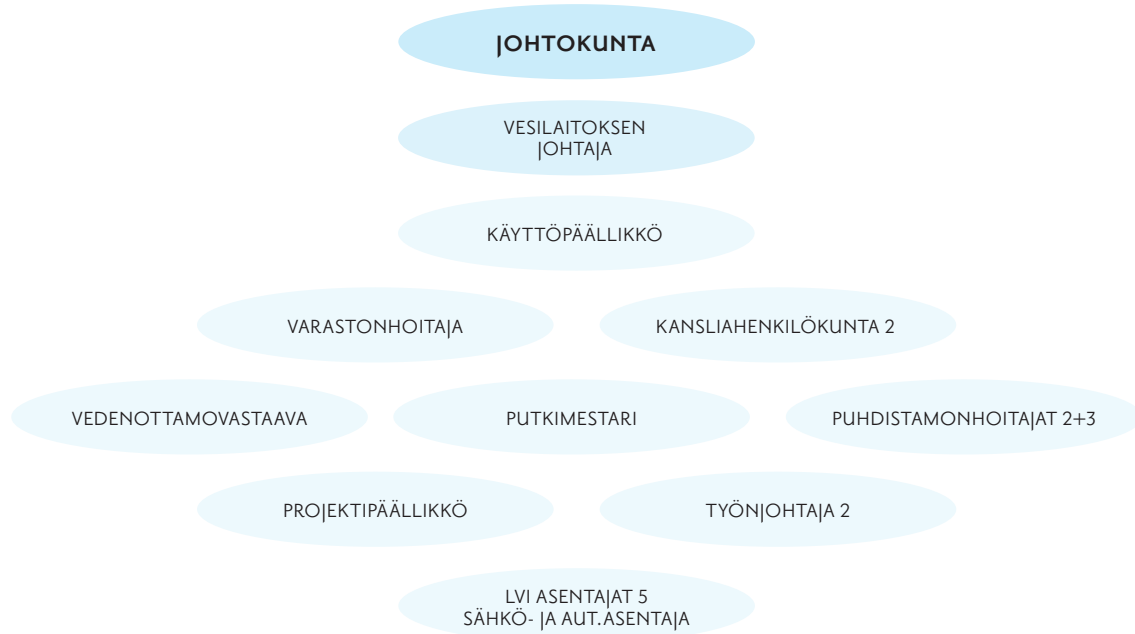 JOHTOKUNTA
VESILAITOKSEN
JOHTAJA
KÄYTTÖPÄÄLLIKKÖ
VARASTONHOITAJA
KANSLIAHENKILÖKUNTA 2
VEDENOTTAMOVASTAAVA
PUTKIMESTARI
PUHDISTAMONHOITAJAT 2+3
PROJEKTIPÄÄLLIKKÖ
TYÖNJOHTAJA 2
LVI ASENTAJAT 5
SÄHKÖ- JA AUT.ASENTAJA